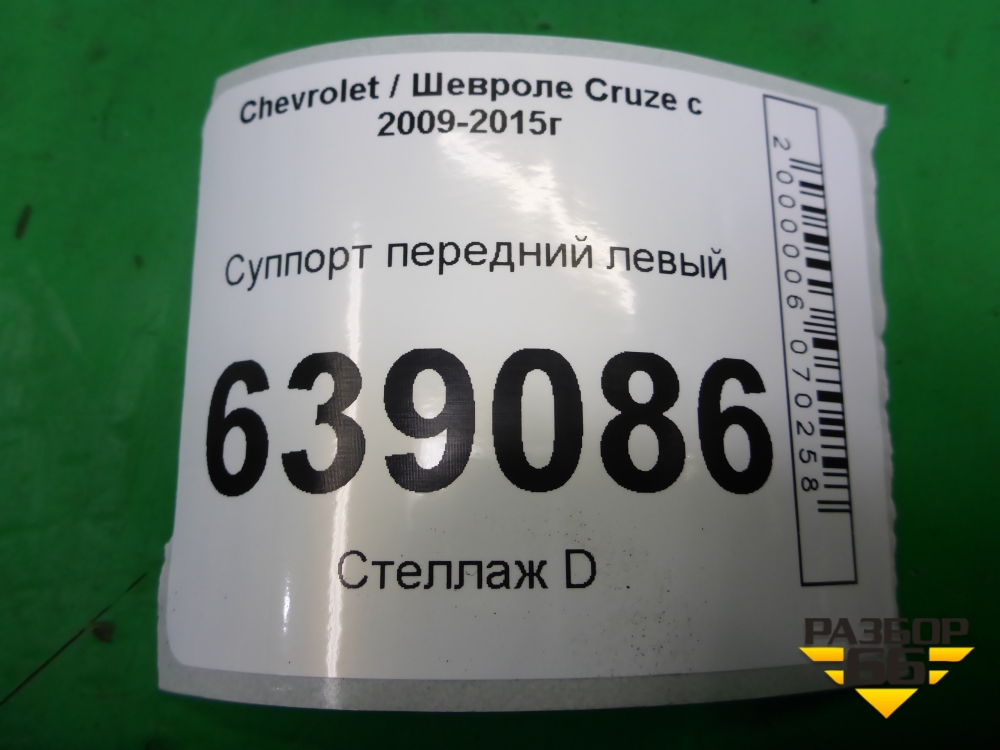 Chevrolet / Шевроле Cruze с
2009-2015г
Суппорт передний левый
639086
Стеллаж D
2000006070258
РАЗБОР
66